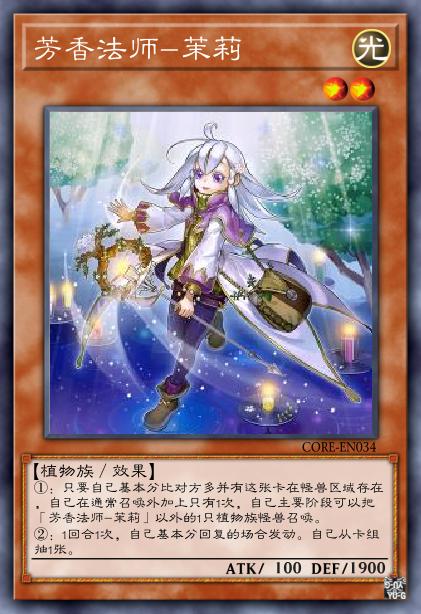 芳香法师-茉莉
光
CORE-EN034
【植物族／效果】
①：只要自己基本分比对方多并有这张卡在怪兽区域存在
，自己在通常召唤外加上只有1次，自己主要阶段可以把
「芳香法师-茉莉」以外的1只植物族怪兽召唤。
②：1回合1次，自己基本分回复的场合发动。自己从卡组
抽1张。
ATK/ 100 DEF/1900